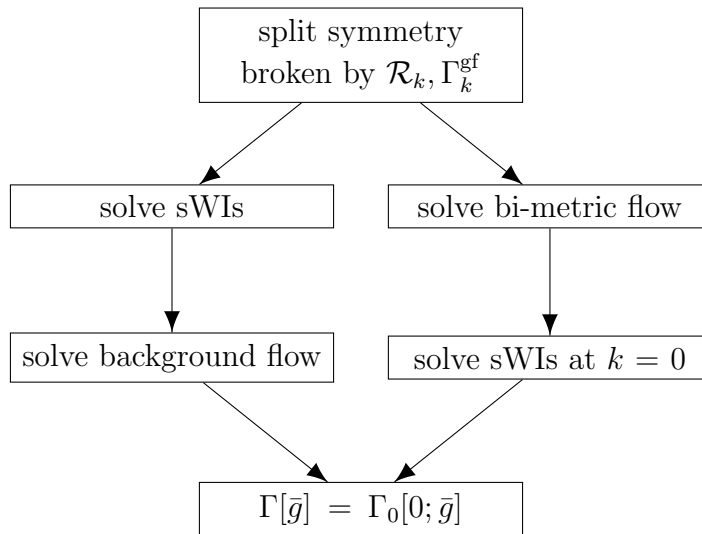 split symmetry
broken by $\mathcal{R}_k, \Gamma_k^{\text{gf}}$
solve sWIs
solve bi-metric flow
solve background flow
solve sWIs at $k = 0$
$\Gamma[\bar{g}] = \Gamma_0[0; \bar{g}]$